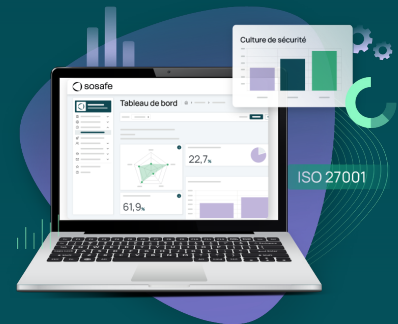 Culture de sécurité
sosafe
Tableau de bord
22,7%
ISO 27001
61,9%